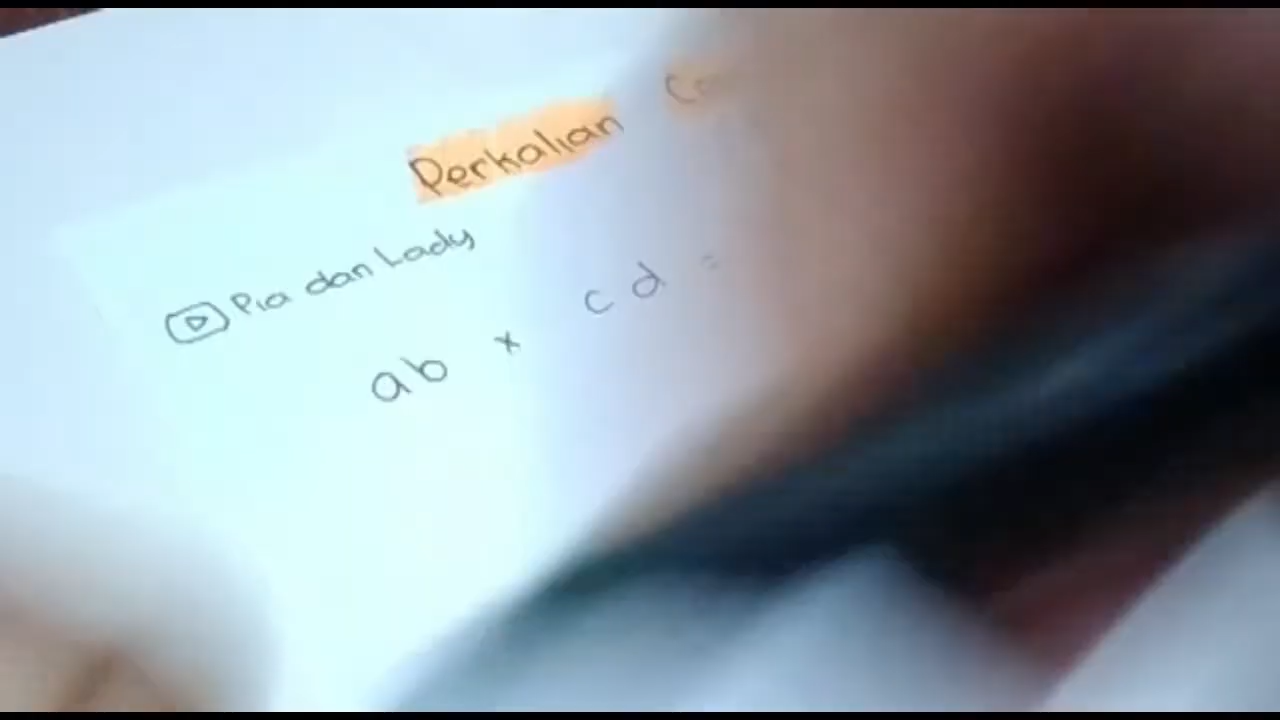 Perkalian
Pia dan Lady
ab x cd =